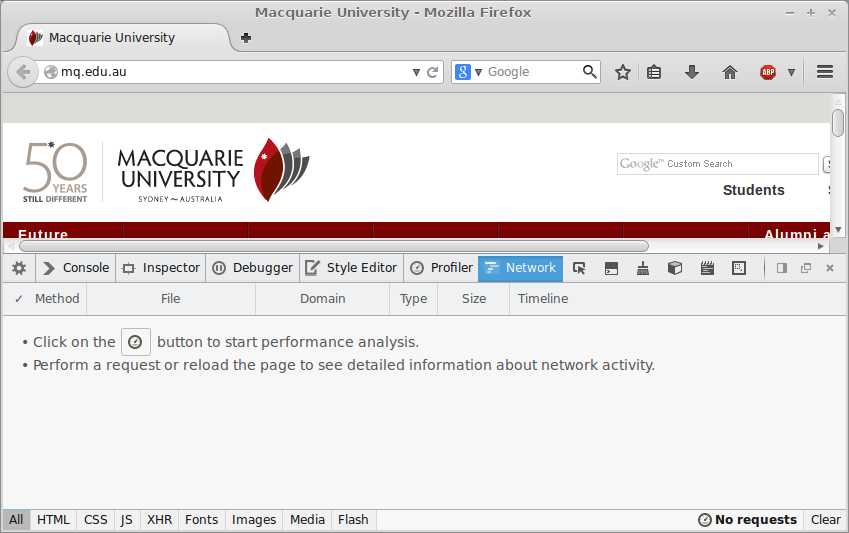 Macquarie University - Mozilla Firefox
Macquarie University
mq.edu.au
g Google
ABP
50 YEARS
STILL DIFFERENT
MACQUARIE
UNIVERSITY
SYDNEY ~ AUSTRALIA
Google™ Custom Search
Students
Future
Alumni a
Console Inspector Debugger Style Editor Profiler Network
✓ Method File Domain Type Size Timeline
• Click on the button to start performance analysis.
• Perform a request or reload the page to see detailed information about network activity.
All HTML CSS JS XHR Fonts Images Media Flash No requests Clear